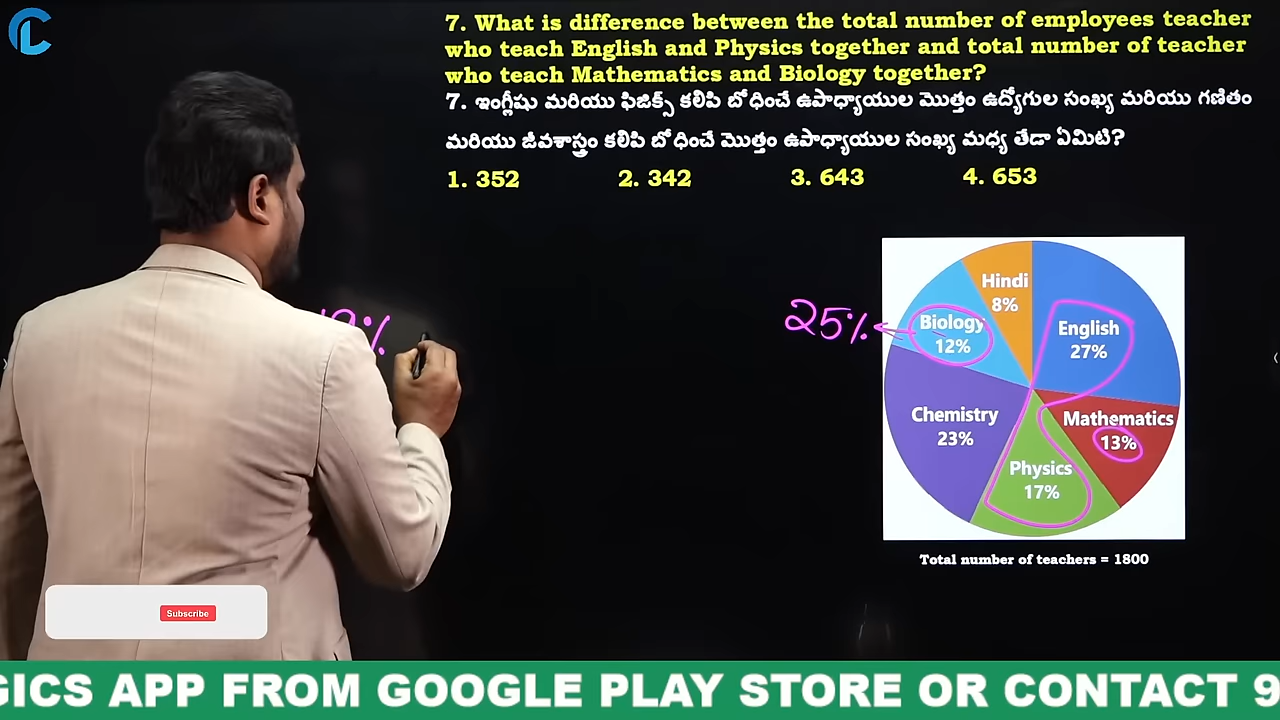 7. What is difference between the total number of employees teacher
who teach English and Physics together and total number of teacher
who teach Mathematics and Biology together?
7. ఇంగ్లీషు మరియు ఫిజిక్స్ కలిపి బోధించే ఉపాధ్యాయుల మొత్తం ఉద్యోగుల సంఖ్య మరియు గణితం
మరియు జీవశాస్త్రం కలిపి బోధించే మొత్తం ఉపాధ్యాయుల సంఖ్య మధ్య తేడా ఏమిటి?
1. 352 2. 342 3. 643 4. 653
Hindi
8%
25%
Biology
12%
English
27%
Chemistry
23%
Mathematics
13%
Physics
17%
Total number of teachers = 1800
Subscribe
GICS APP FROM GOOGLE PLAY STORE OR CONTACT 9